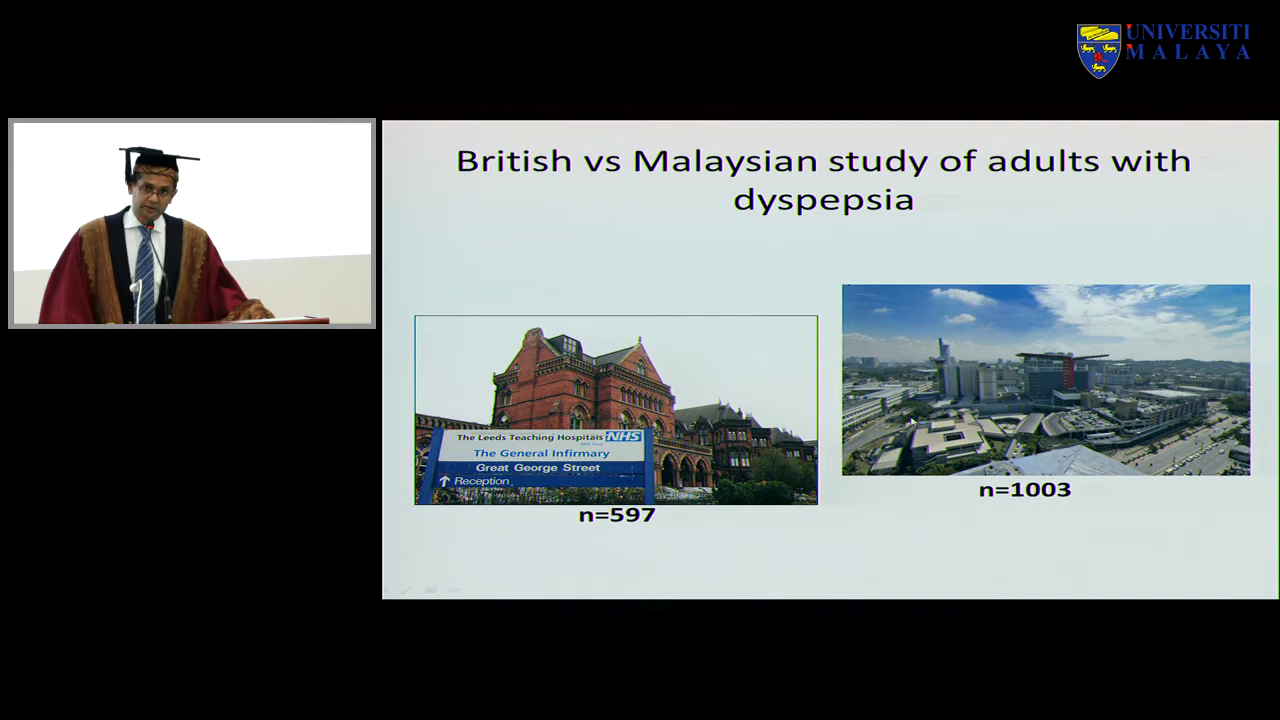 UNIVERSITI
MALAYA
British vs Malaysian study of adults with
dyspepsia
The Leeds Teaching Hospitals NHS
The General Infirmary
Great George Street
Reception
n=597
n=1003